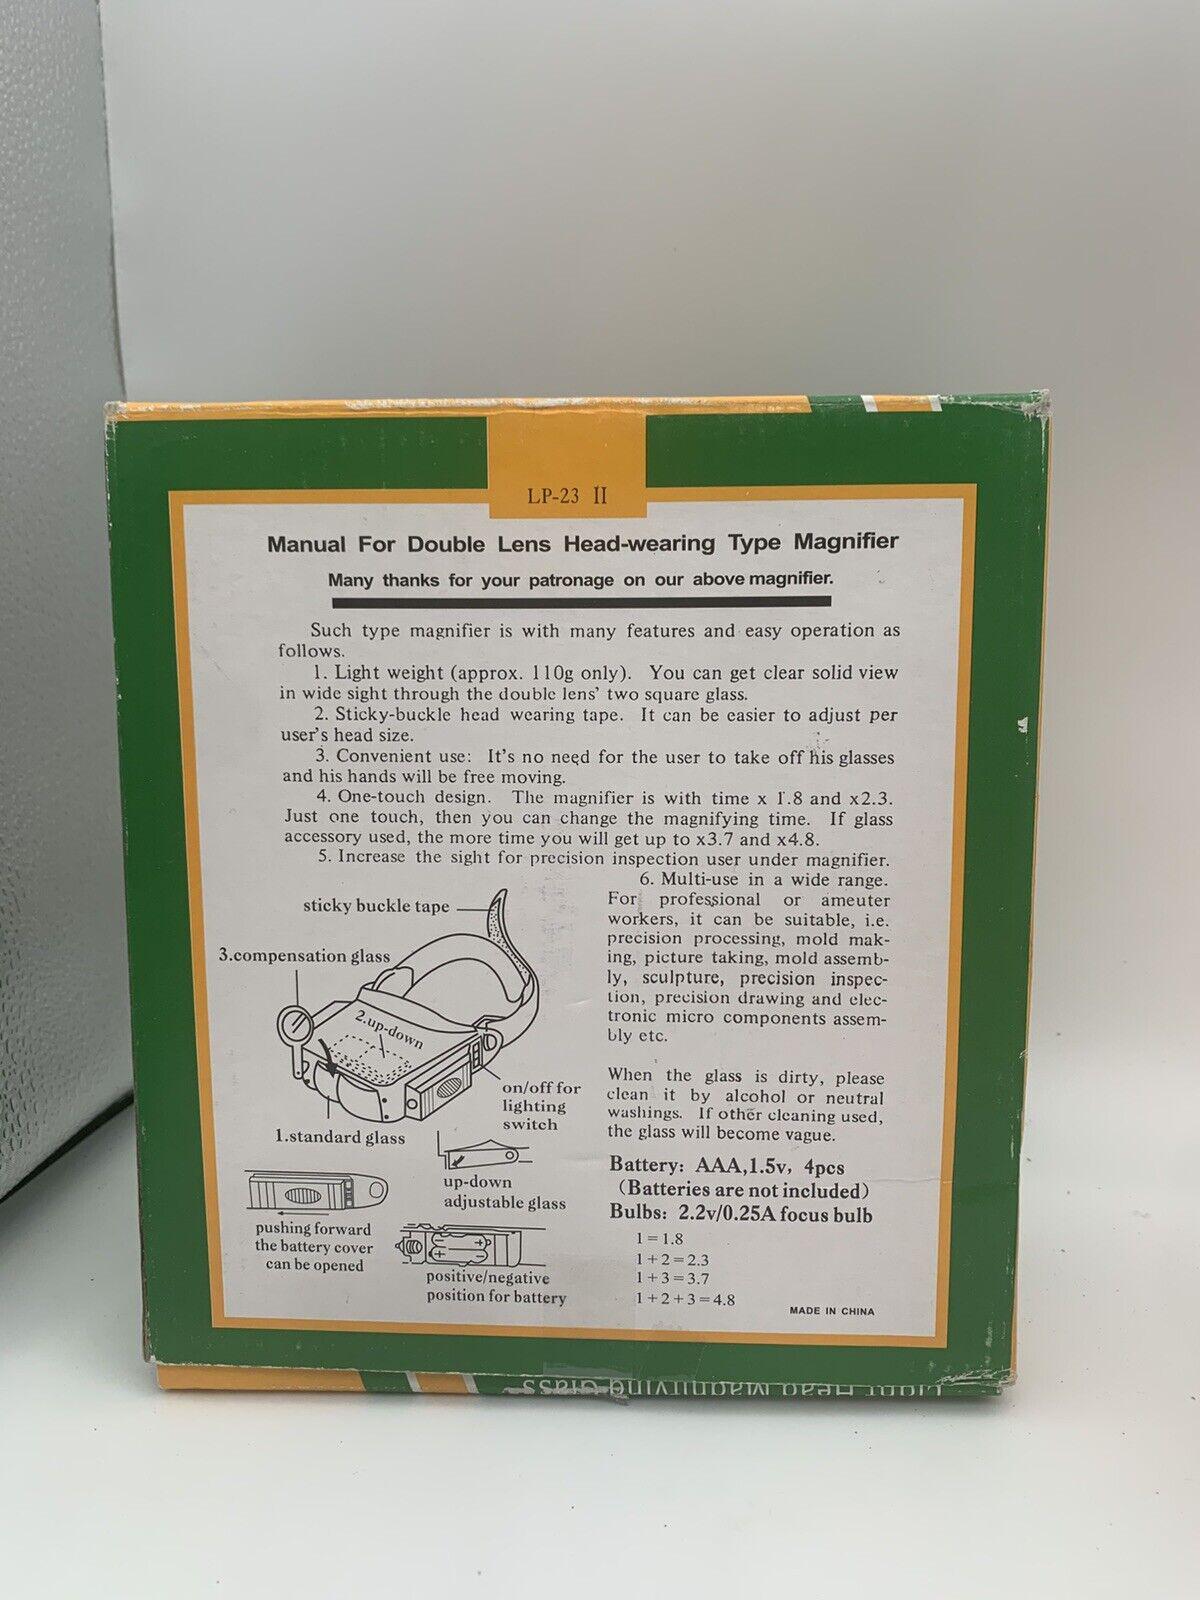 LP-23 II
Manual For Double Lens Head-wearing Type Magnifier
Many thanks for your patronage on our above magnifier.
Such type magnifier is with many features and easy operation as
follows.
1. Light weight (approx. 110g only). You can get clear solid view
in wide sight through the double lens' two square glass.
2. Sticky-buckle head wearing tape. It can be easier to adjust per
user's head size.
3. Convenient use: It's no need for the user to take off his glasses
and his hands will be free moving.
4. One-touch design. The magnifier is with time x 1.8 and x2.3.
Just one touch, then you can change the magnifying time. If glass
accessory used, the more time you will get up to x3.7 and x4.8.
5. Increase the sight for precision inspection user under magnifier.
6. Multi-use in a wide range.
For professional or ameuter
workers, it can be suitable, i.e.
precision processing, mold mak-
ing, picture taking, mold assemb-
ly, sculpture, precision inspec-
tion, precision drawing and elec-
tronic micro components assem-
bly etc.
When the glass is dirty, please
clean it by alcohol or neutral
washings. If other cleaning used,
the glass will become vague.
Battery: AAA,1.5v, 4pcs
(Batteries are not included)
Bulbs: 2.2v/0.25A focus bulb
1=1.8
1+2=2.3
1+3=3.7
1+2+3=4.8
MADE IN CHINA
sticky buckle tape
3.compensation glass
2.up-down
on/off for
lighting
switch
1.standard glass
up-down
adjustable glass
pushing forward
the battery cover
can be opened
positive/negative
position for battery
Light Head Magnifying Glass